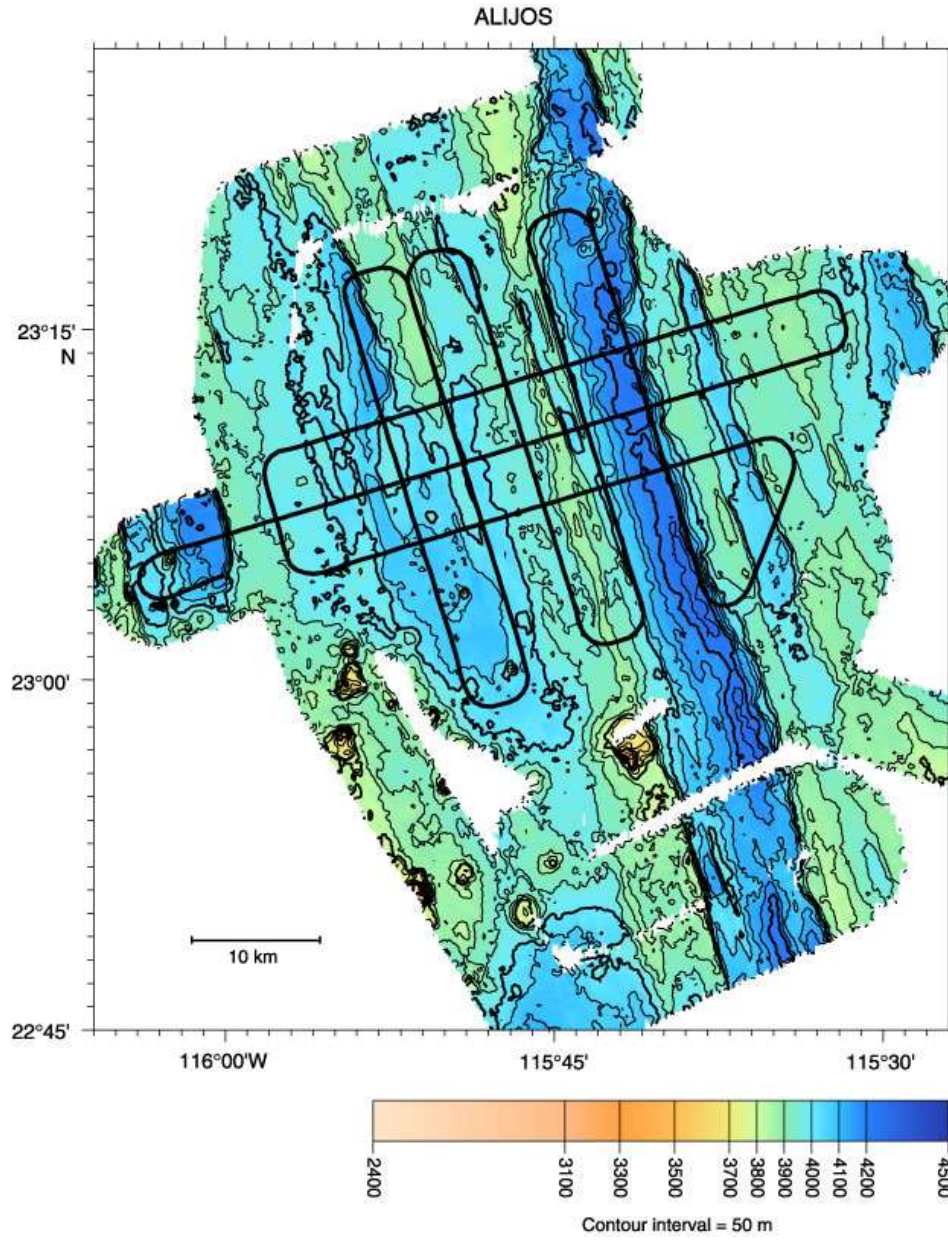 ALIJOS
23°15'
N
23°00'
10 km
22°45'
116°00'W 115°45' 115°30'
2400 3100 3300 3500 3700 3800 3900 4000 4100 4200 4500
Contour interval = 50 m